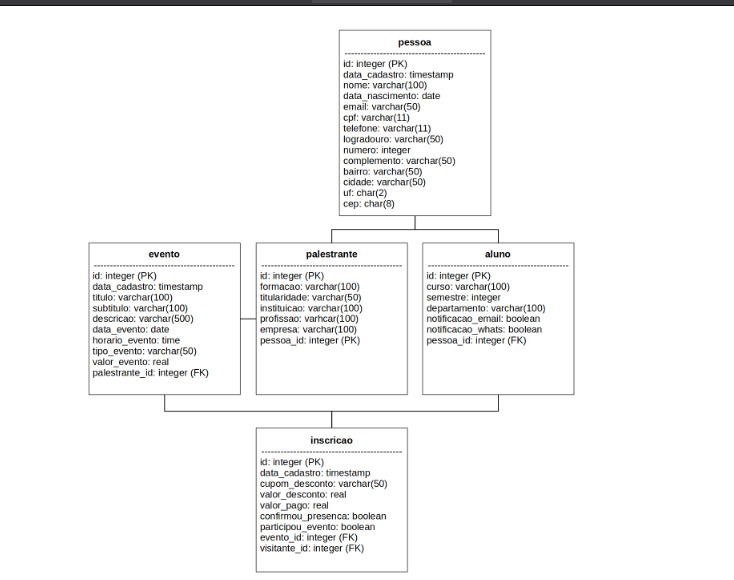 pessoa
id: integer (PK)
data_cadastro: timestamp
nome: varchar(100)
data_nascimento: date
email: varchar(50)
cpf: varchar(11)
telefone: varchar(11)
logradouro: varchar(50)
numero: integer
complemento: varchar(50)
bairro: varchar(50)
cidade: varchar(50)
uf: char(2)
cep: char(8)
evento
id: integer (PK)
data_cadastro: timestamp
titulo: varchar(100)
subtitulo: varchar(100)
descricao: varchar(500)
data_evento: date
horario_evento: time
tipo_evento: varchar(50)
valor_evento: real
palestrante_id: integer (FK)
palestrante
id: integer (PK)
formacao: varchar(100)
titularidade: varchar(50)
instituicao: varchar(100)
profissao: varhcar(100)
empresa: varchar(100)
pessoa_id: integer (PK)
aluno
id: integer (PK)
curso: varchar(100)
semestre: integer
departamento: varchar(100)
notificacao_email: boolean
notificacao_whats: boolean
pessoa_id: integer (FK)
inscricao
id: integer (PK)
data_cadastro: timestamp
cupom_desconto: varchar(50)
valor_desconto: real
valor_pago: real
confirmou_presenca: boolean
participou_evento: boolean
evento_id: integer (FK)
visitante_id: integer (FK)